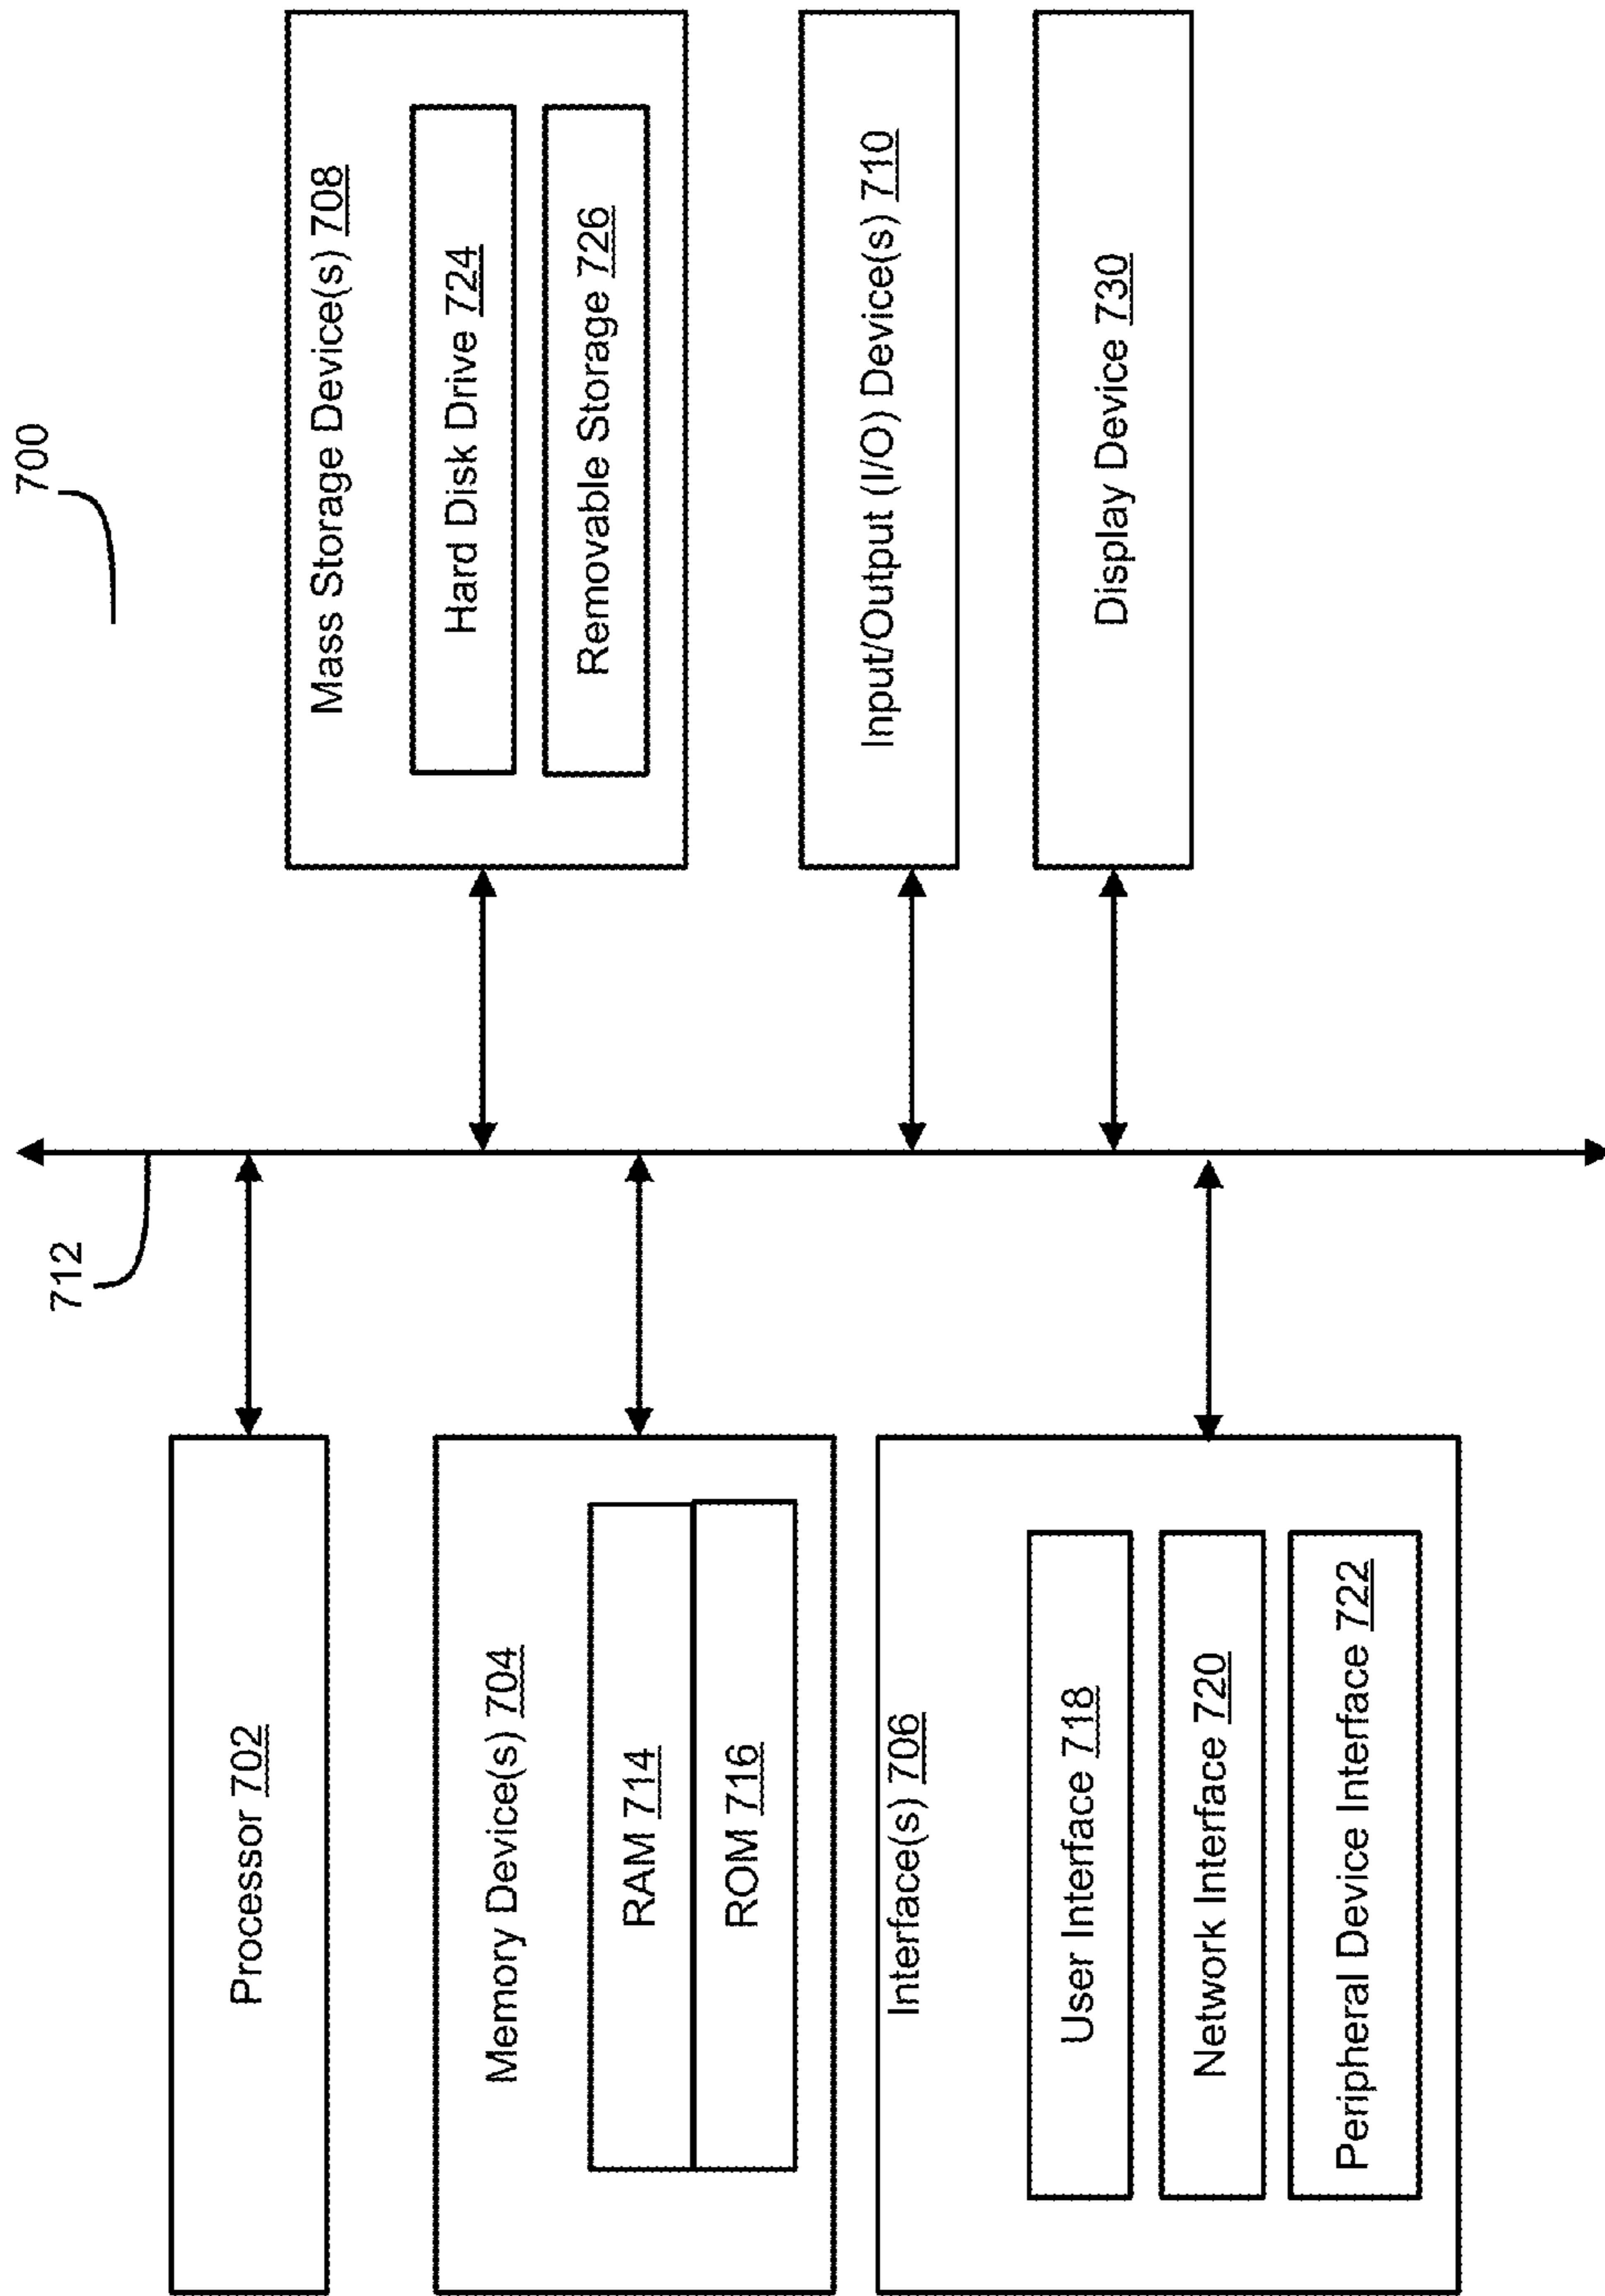 700
712
Processor 702
Memory Device(s) 704
RAM 714
ROM 716
Interface(s) 706
User Interface 718
Network Interface 720
Peripheral Device Interface 722
Mass Storage Device(s) 708
Hard Disk Drive 724
Removable Storage 726
Input/Output (I/O) Device(s) 710
Display Device 730